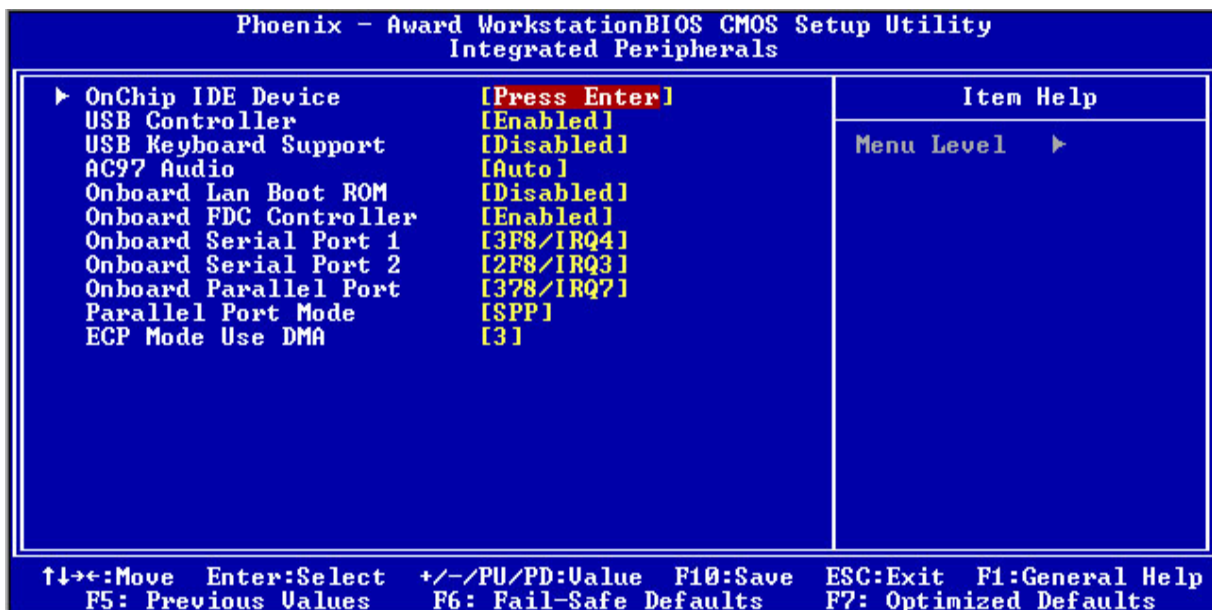 Phoenix - Award WorkstationBIOS CMOS Setup Utility
Integrated Peripherals
▶ OnChip IDE Device [Press Enter]
USB Controller [Enabled]
USB Keyboard Support [Disabled]
AC97 Audio [Auto]
Onboard Lan Boot ROM [Disabled]
Onboard FDC Controller [Enabled]
Onboard Serial Port 1 [3F8/IRQ4]
Onboard Serial Port 2 [2F8/IRQ3]
Onboard Parallel Port [378/IRQ7]
Parallel Port Mode [SPP]
ECP Mode Use DMA [3]
Item Help
Menu Level ▶
↑↓→←:Move Enter:Select +/-/PU/PD:Value F10:Save ESC:Exit F1:General Help
F5: Previous Values F6: Fail-Safe Defaults F7: Optimized Defaults